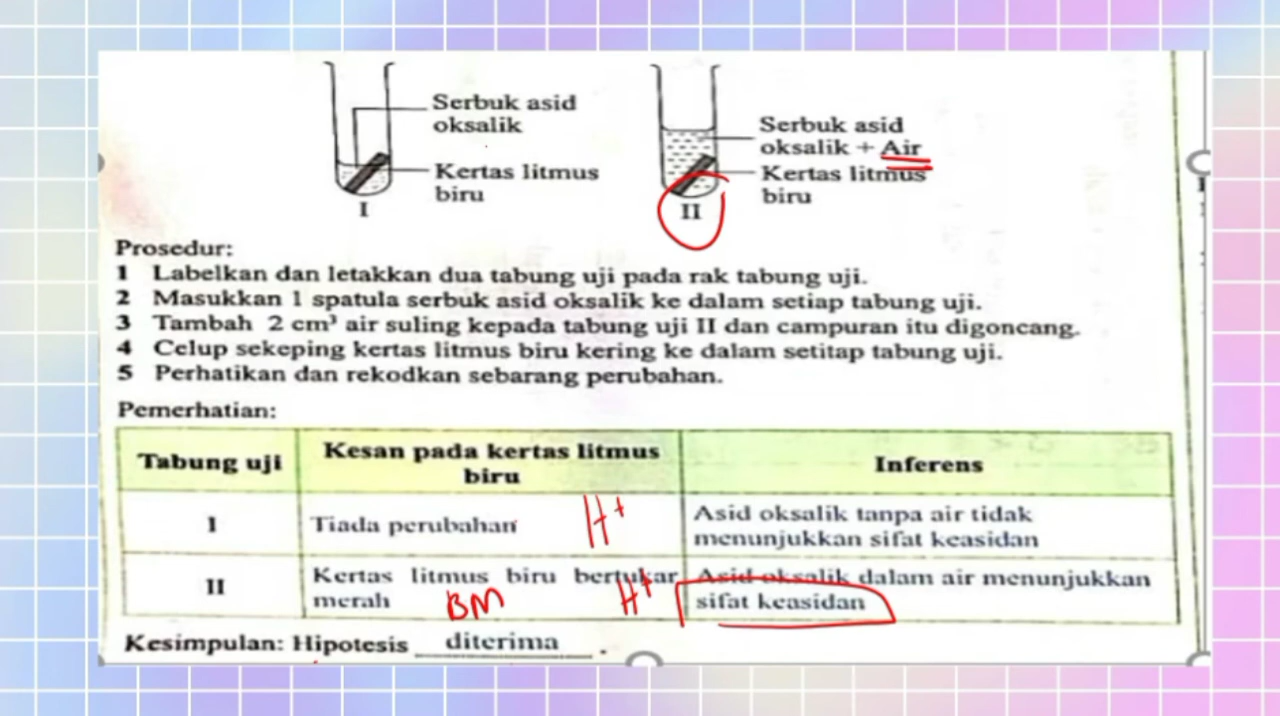 Serbuk asid
oksalik
Kertas litmus
biru
I
Serbuk asid
oksalik + Air
Kertas litmus
biru
II
Prosedur:
1 Labelkan dan letakkan dua tabung uji pada rak tabung uji.
2 Masukkan 1 spatula serbuk asid oksalik ke dalam setiap tabung uji.
3 Tambah 2 cm³ air suling kepada tabung uji II dan campuran itu digoncang.
4 Celup sekeping kertas litmus biru kering ke dalam setitap tabung uji.
5 Perhatikan dan rekodkan sebarang perubahan.
Pemerhatian:
Tabung uji
Kesan pada kertas litmus
biru
Inferens
I
Tiada perubahan
H+
Asid oksalik tanpa air tidak
menunjukkan sifat keasidan
II
Kertas litmus biru bertukar
merah
BM
H+
Asid oksalik dalam air menunjukkan
sifat keasidan
Kesimpulan: Hipotesis diterima.